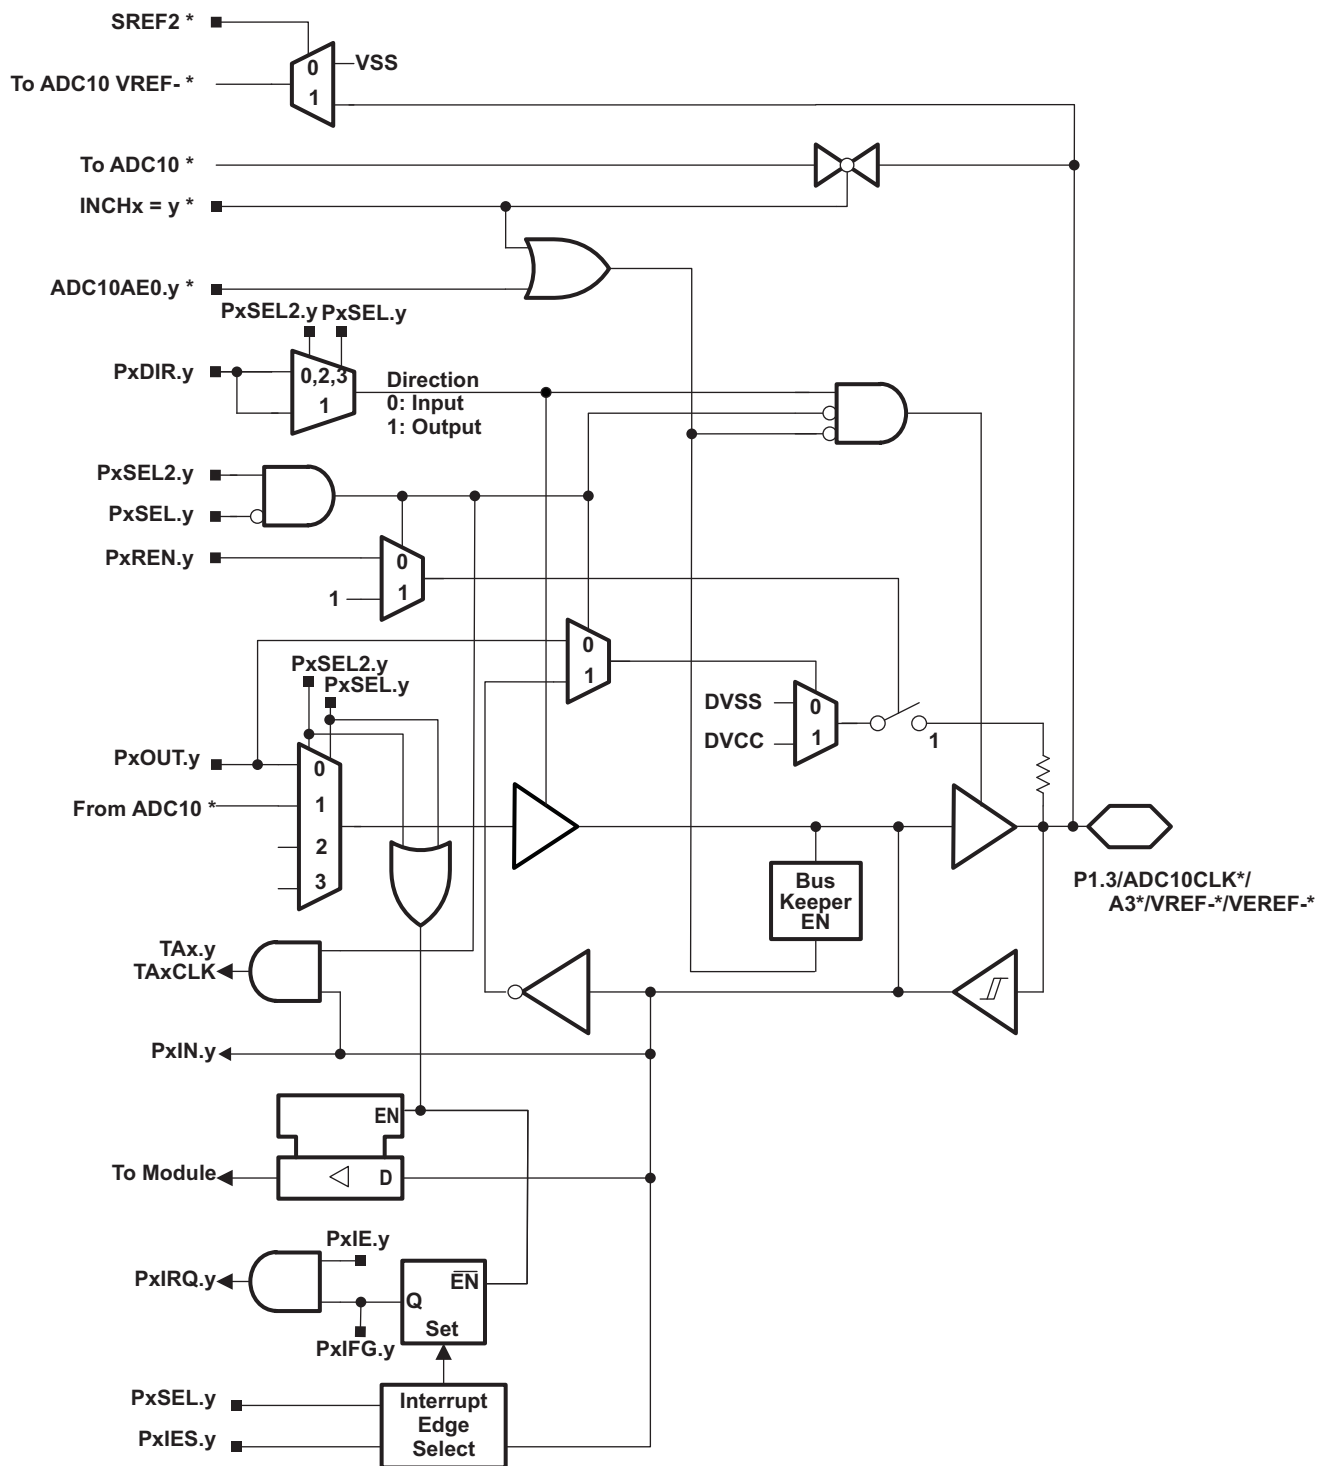 SREF2 *
VSS
0
To ADC10 VREF- *
1
To ADC10 *
INCHx = y *
ADC10AE0.y *
PxSEL2.y PxSEL.y
PxDIR.y
0,2,3
1
Direction
0: Input
1: Output
PxSEL2.y
PxSEL.y
PxREN.y
0
1
1
0
1
PxSEL2.y
PxSEL.y
DVSS
0
DVCC
1
1
PxOUT.y
0
From ADC10 *
1
2
3
Bus
Keeper
EN
P1.3/ADC10CLK*/
A3*/VREF-*/VEREF-*
TAx.y
TAxCLK
PxIN.y
EN
To Module
D
PxIE.y
PxIRQ.y
EN
Q
Set
PxIFG.y
PxSEL.y
PxIES.y
Interrupt
Edge
Select